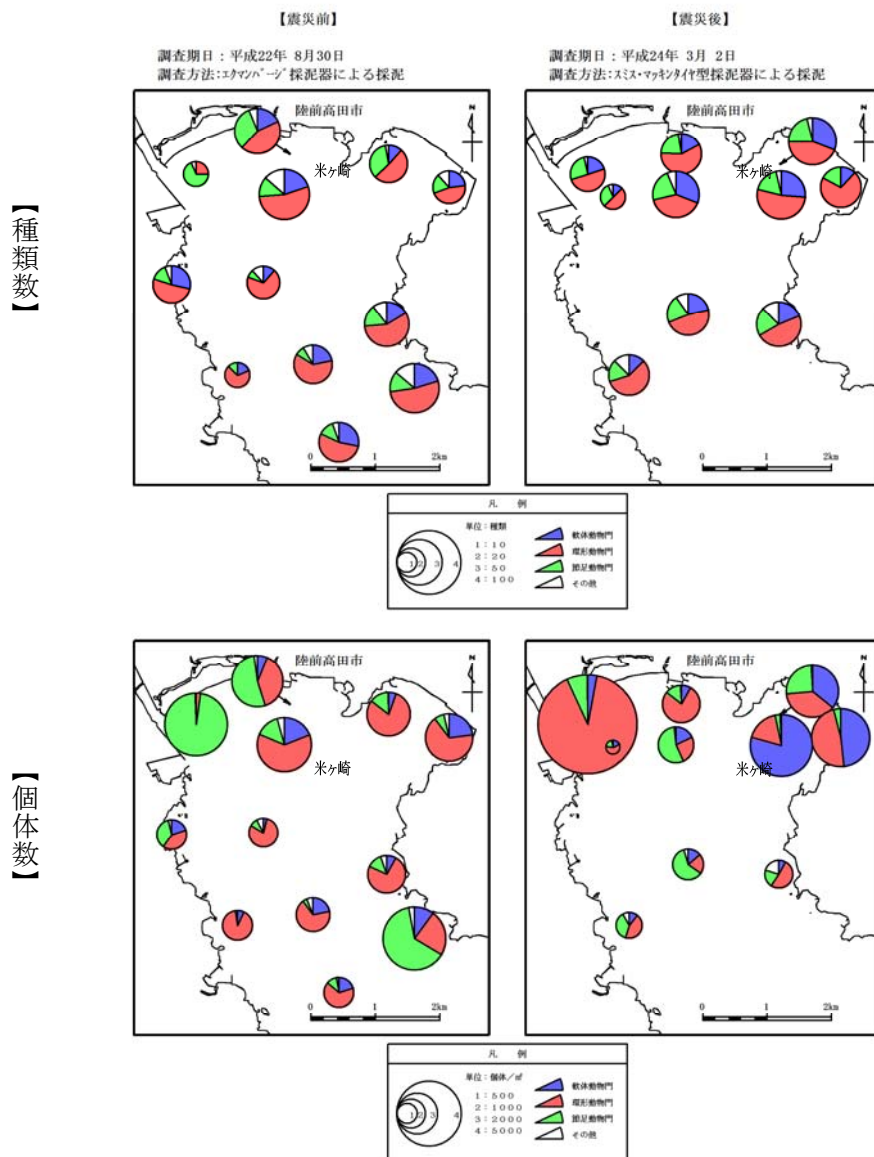 【震災前】
【震災後】
調査期日：平成22年 8月30日
調査方法：エクマンバージ採泥器による採泥
調査期日：平成24年 3月 2日
調査方法：スミス・マッキンタイヤ型採泥器による採泥
【種類数】
陸前高田市
米ヶ崎
N
0 1 2km
陸前高田市
米ヶ崎
N
0 1 2km
凡 例
単位：種類
1：10
2：20
3：50
4：100
1 2 3 4
軟体動物門
環形動物門
節足動物門
その他
【個体数】
陸前高田市
米ヶ崎
N
0 1 2km
陸前高田市
米ヶ崎
N
0 1 2km
凡 例
単位：個体／㎡
1：500
2：1000
3：2000
4：5000
1 2 3 4
軟体動物門
環形動物門
節足動物門
その他